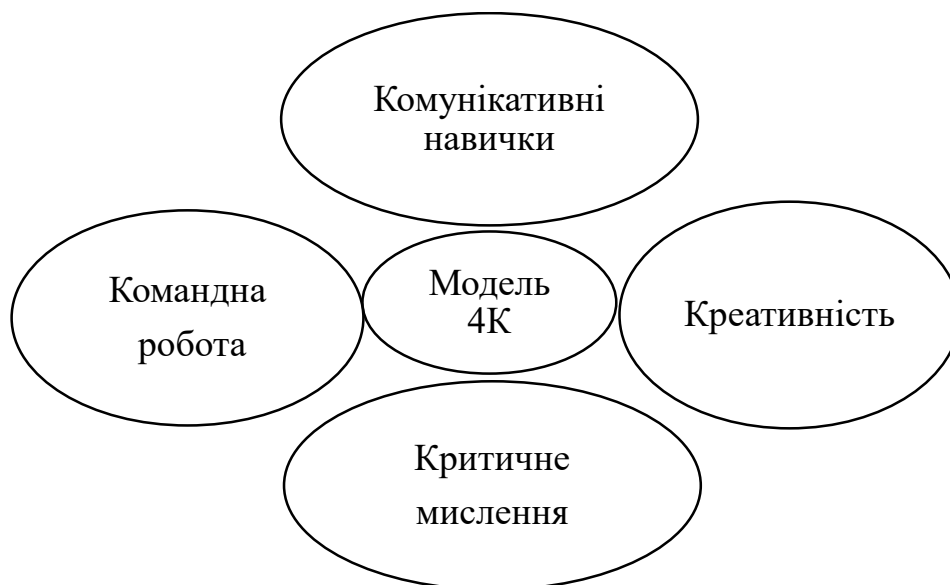 Комунікативні
навички
Командна
робота
Модель
4К
Креативність
Критичне
мислення